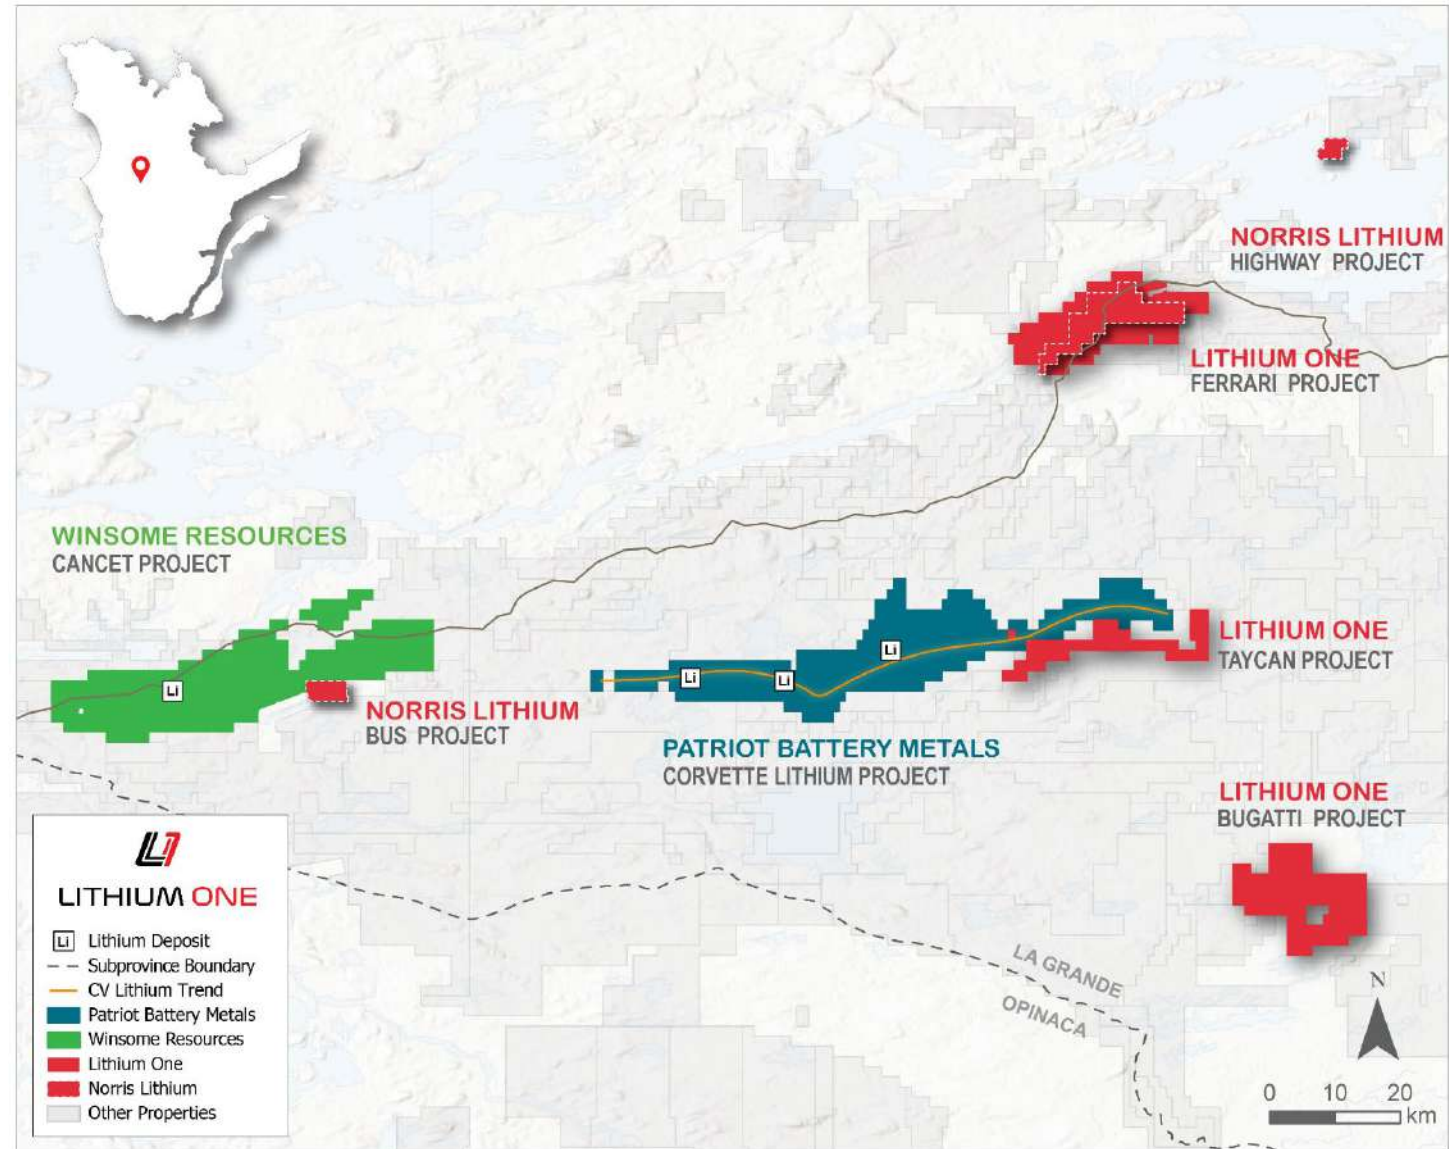 NORRIS LITHIUM
HIGHWAY PROJECT
LITHIUM ONE
FERRARI PROJECT
WINSOME RESOURCES
CANCET PROJECT
Li
Li
Li
Li
LITHIUM ONE
TAYCAN PROJECT
NORRIS LITHIUM
BUS PROJECT
PATRIOT BATTERY METALS
CORVETTE LITHIUM PROJECT
LITHIUM ONE
BUGATTI PROJECT
LA GRANDE
OPINACA
L1
LITHIUM ONE
Li Lithium Deposit
Subprovince Boundary
CV Lithium Trend
Patriot Battery Metals
Winsome Resources
Lithium One
Norris Lithium
Other Properties
N
0 10 20
km